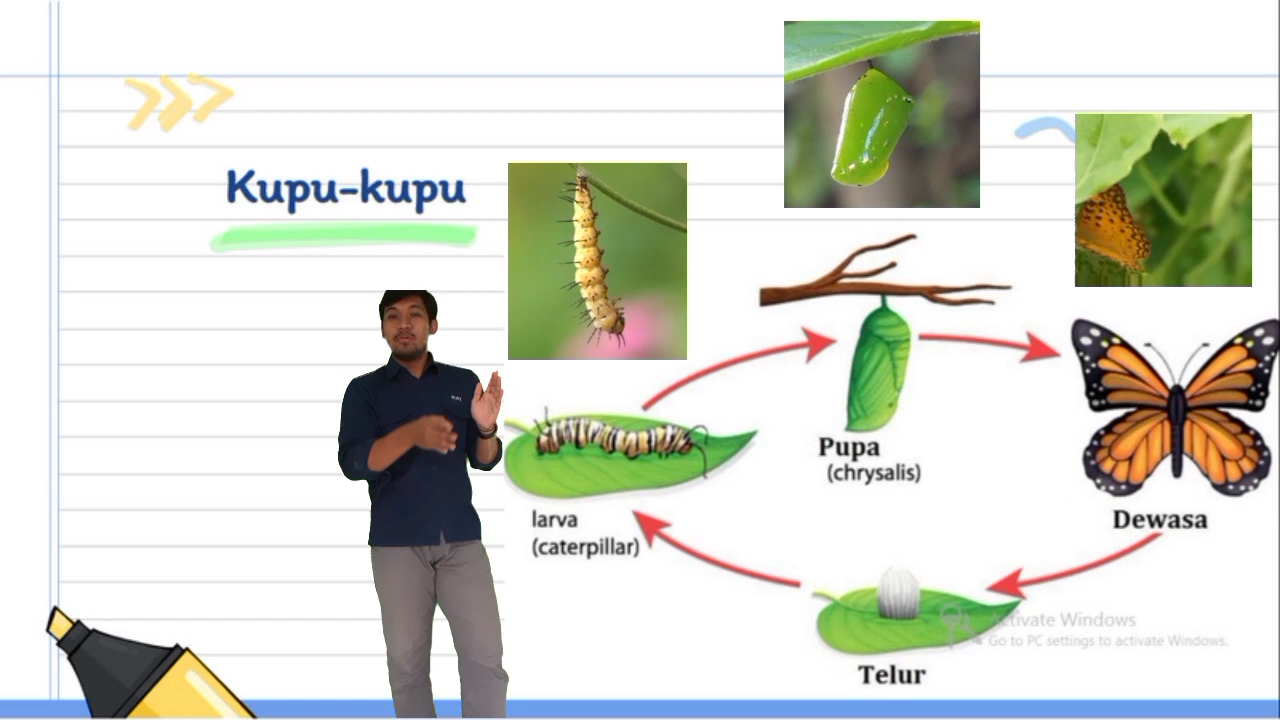 Kupu-kupu
Pupa
(chrysalis)
larva
(caterpillar)
Dewasa
Telur
Activate Windows
Go to PC settings to activate Windows.